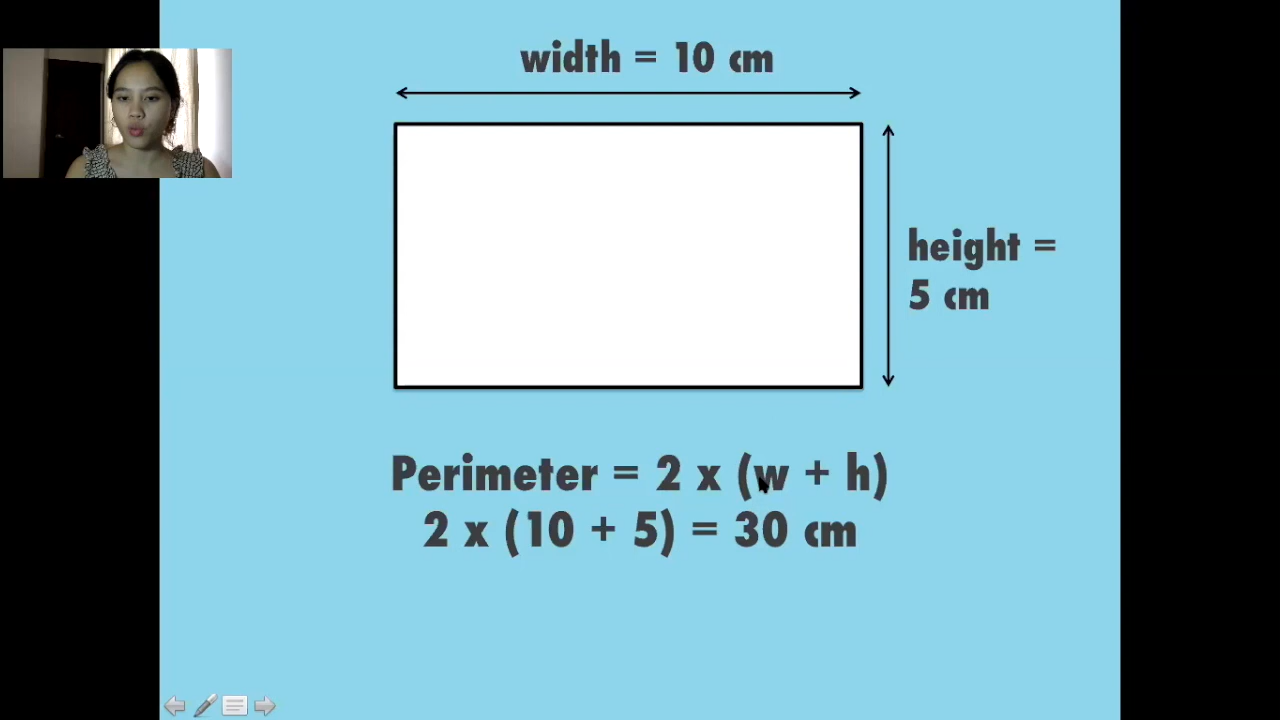 width = 10 cm
height =
5 cm
Perimeter = 2 x (w + h)
2 x (10 + 5) = 30 cm